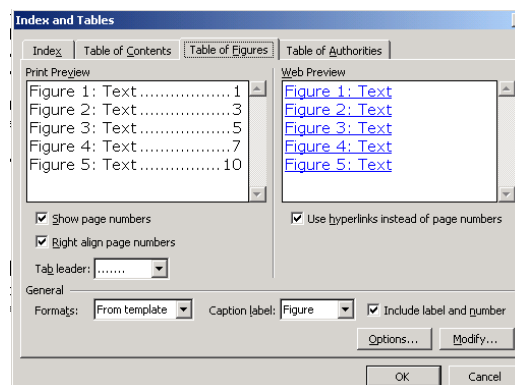 Index and Tables
Index Table of Contents Table of Figures Table of Authorities
Print Preview Web Preview
Figure 1: Text.................1 Figure 1: Text
Figure 2: Text.................3 Figure 2: Text
Figure 3: Text.................5 Figure 3: Text
Figure 4: Text.................7 Figure 4: Text
Figure 5: Text...............10 Figure 5: Text
Show page numbers Use hyperlinks instead of page numbers
Right align page numbers
Tab leader: .......
General
Formats: From template Caption label: Figure Include label and number
Options... Modify...
OK Cancel